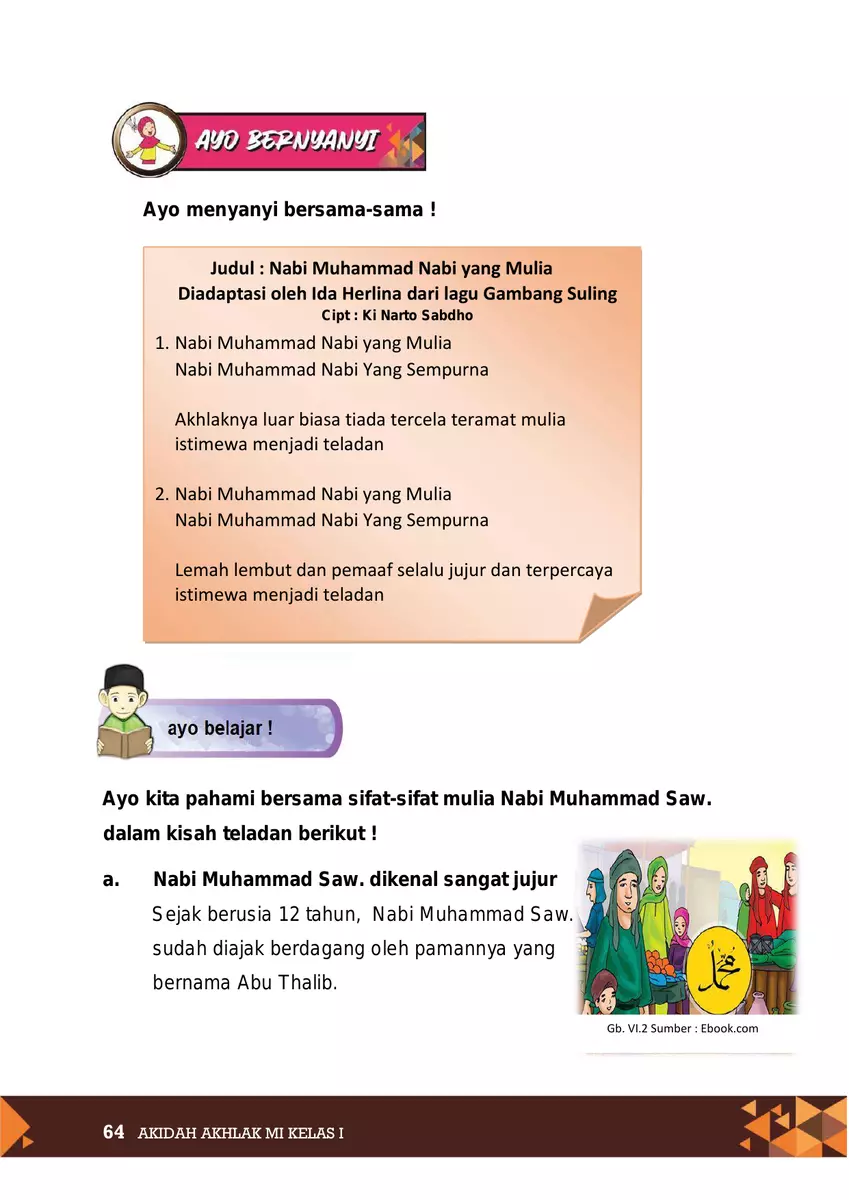 AYO BERNYANYI
Ayo menyanyi bersama-sama !
Judul : Nabi Muhammad Nabi yang Mulia
Diadaptasi oleh Ida Herlina dari lagu Gambang Suling
Cipt : Ki Narto Sabdho
1. Nabi Muhammad Nabi yang Mulia
Nabi Muhammad Nabi Yang Sempurna
Akhlaknya luar biasa tiada tercela teramat mulia
istimewa menjadi teladan
2. Nabi Muhammad Nabi yang Mulia
Nabi Muhammad Nabi Yang Sempurna
Lemah lembut dan pemaaf selalu jujur dan terpercaya
istimewa menjadi teladan
ayo belajar !
Ayo kita pahami bersama sifat-sifat mulia Nabi Muhammad Saw.
dalam kisah teladan berikut !
a. Nabi Muhammad Saw. dikenal sangat jujur
Sejak berusia 12 tahun, Nabi Muhammad Saw.
sudah diajak berdagang oleh pamannya yang
bernama Abu Thalib.
محمد
Gb. VI.2 Sumber : Ebook.com
64 AKIDAH AKHLAK MI KELAS I